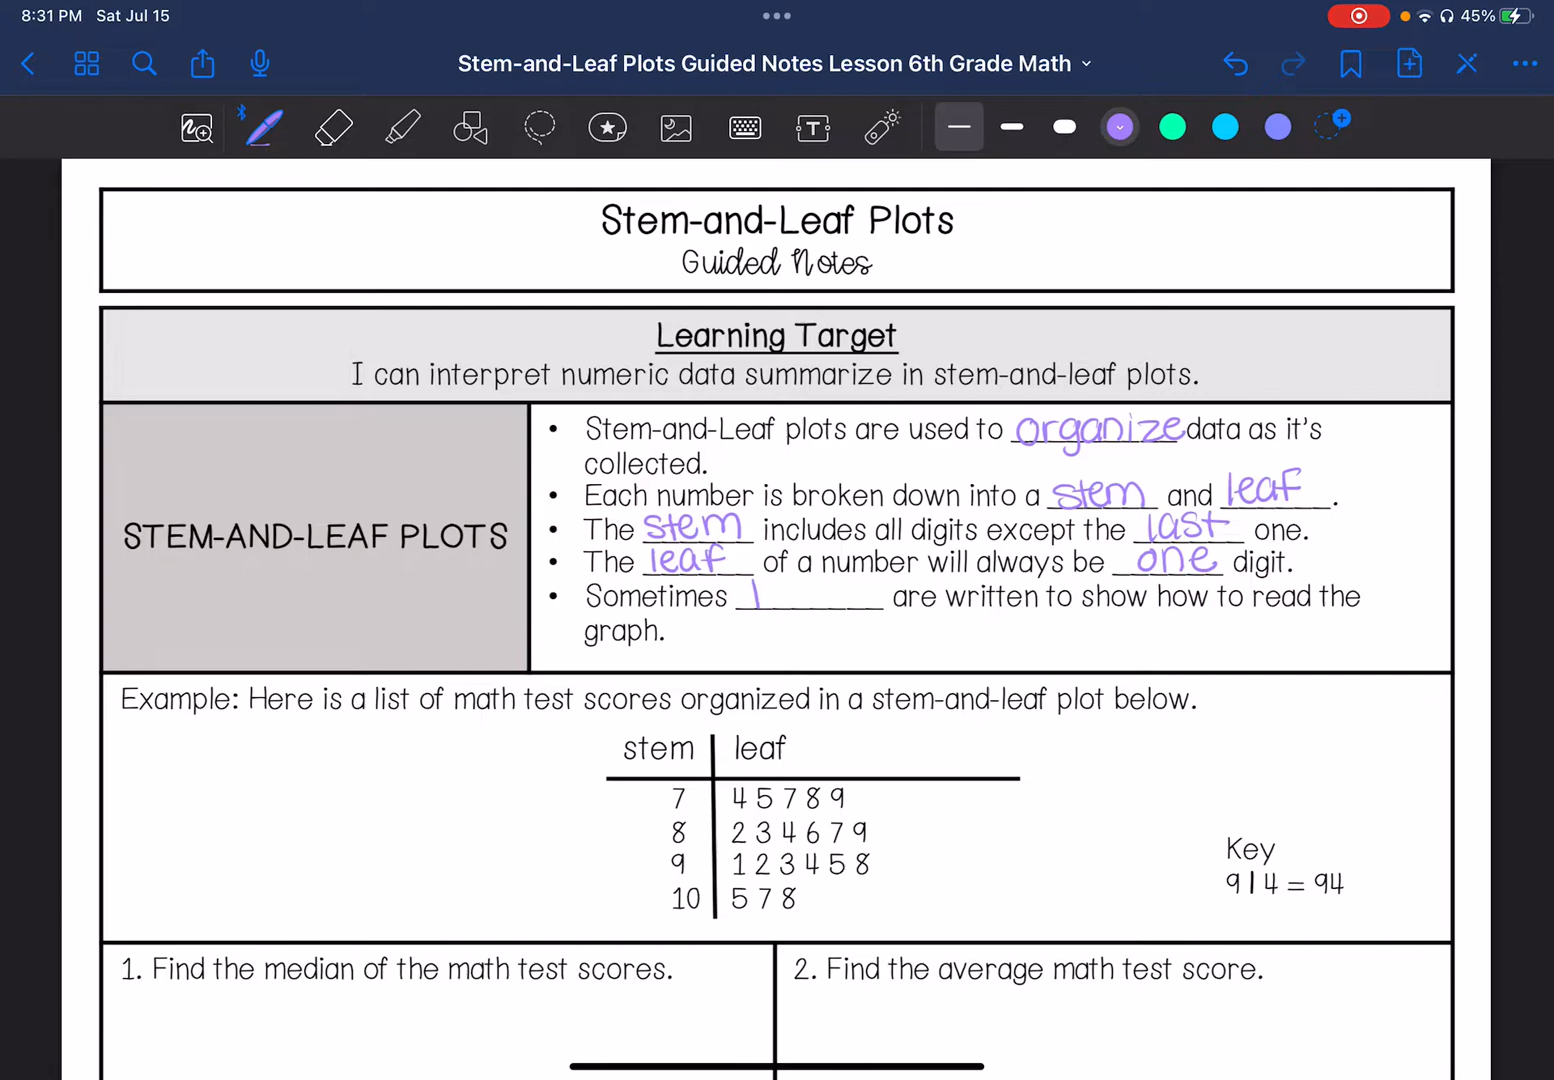 8:31 PM Sat Jul 15
45%
Stem-and-Leaf Plots Guided Notes Lesson 6th Grade Math
T
Stem-and-Leaf Plots
Guided Notes
Learning Target
I can interpret numeric data summarize in stem-and-leaf plots.
STEM-AND-LEAF PLOTS
• Stem-and-Leaf plots are used to organize data as it's
collected.
• Each number is broken down into a stem and leaf.
• The stem includes all digits except the last one.
• The leaf of a number will always be one digit.
• Sometimes l________ are written to show how to read the
graph.
Example: Here is a list of math test scores organized in a stem-and-leaf plot below.
stem | leaf
7 | 4 5 7 8 9
8 | 2 3 4 6 7 9
9 | 1 2 3 4 5 8
10 | 5 7 8
Key
9 | 4 = 94
1. Find the median of the math test scores.
2. Find the average math test score.